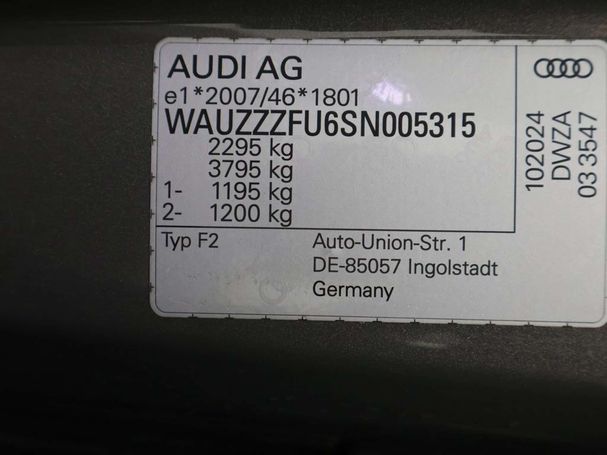 AUDI AG
e1*2007/46*1801
WAUZZZFU6SN005315
2295 kg
3795 kg
1- 1195 kg
2- 1200 kg
Typ F2
Auto-Union-Str. 1
DE-85057 Ingolstadt
Germany
102024
DWZA
03 3547